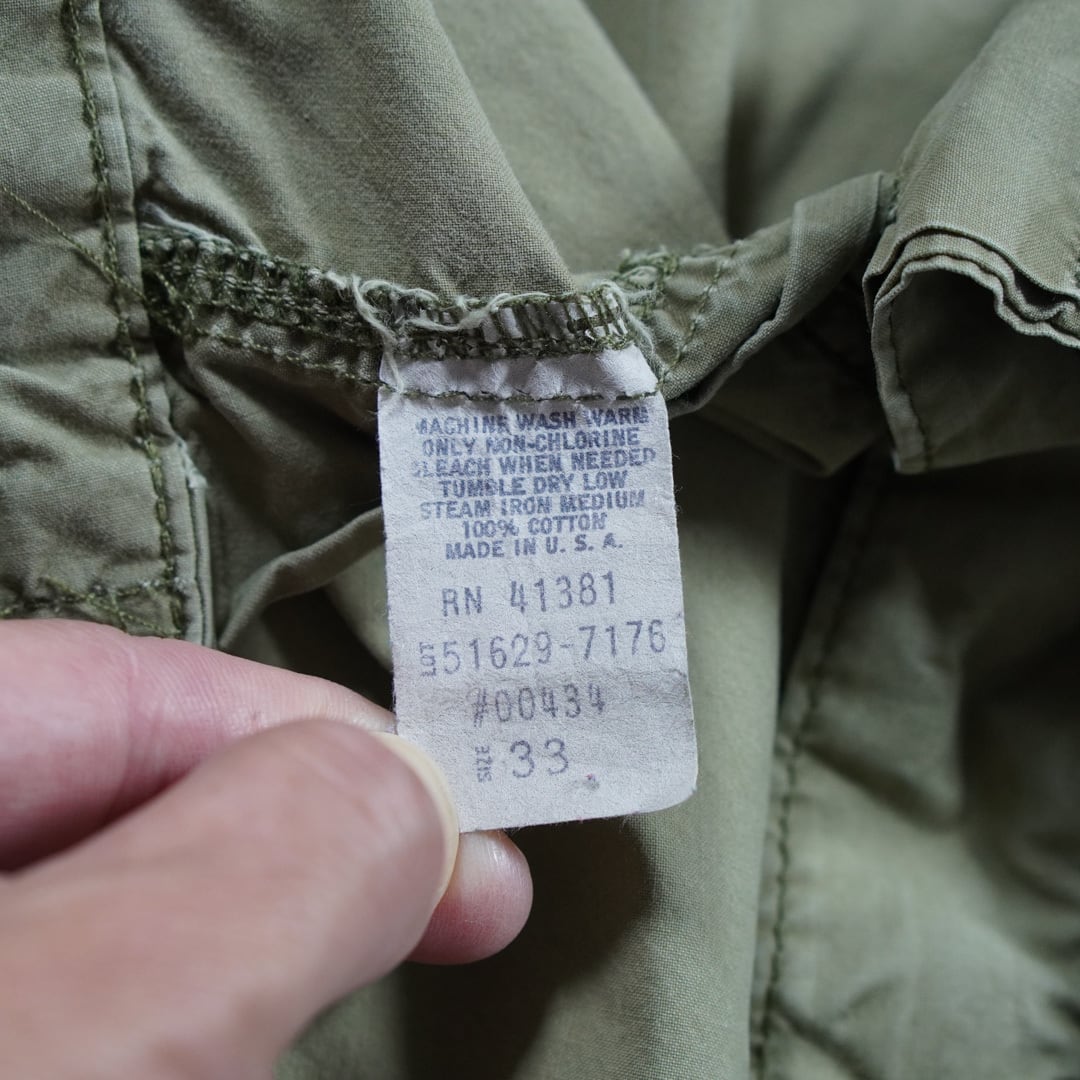 MACHINE WASH WARM
ONLY NON-CHLORINE
BLEACH WHEN NEEDED
TUMBLE DRY LOW
STEAM IRON MEDIUM
100% COTTON
MADE IN U. S. A.
RN 41381
LOT 51629-7176
#00434
SIZE 33